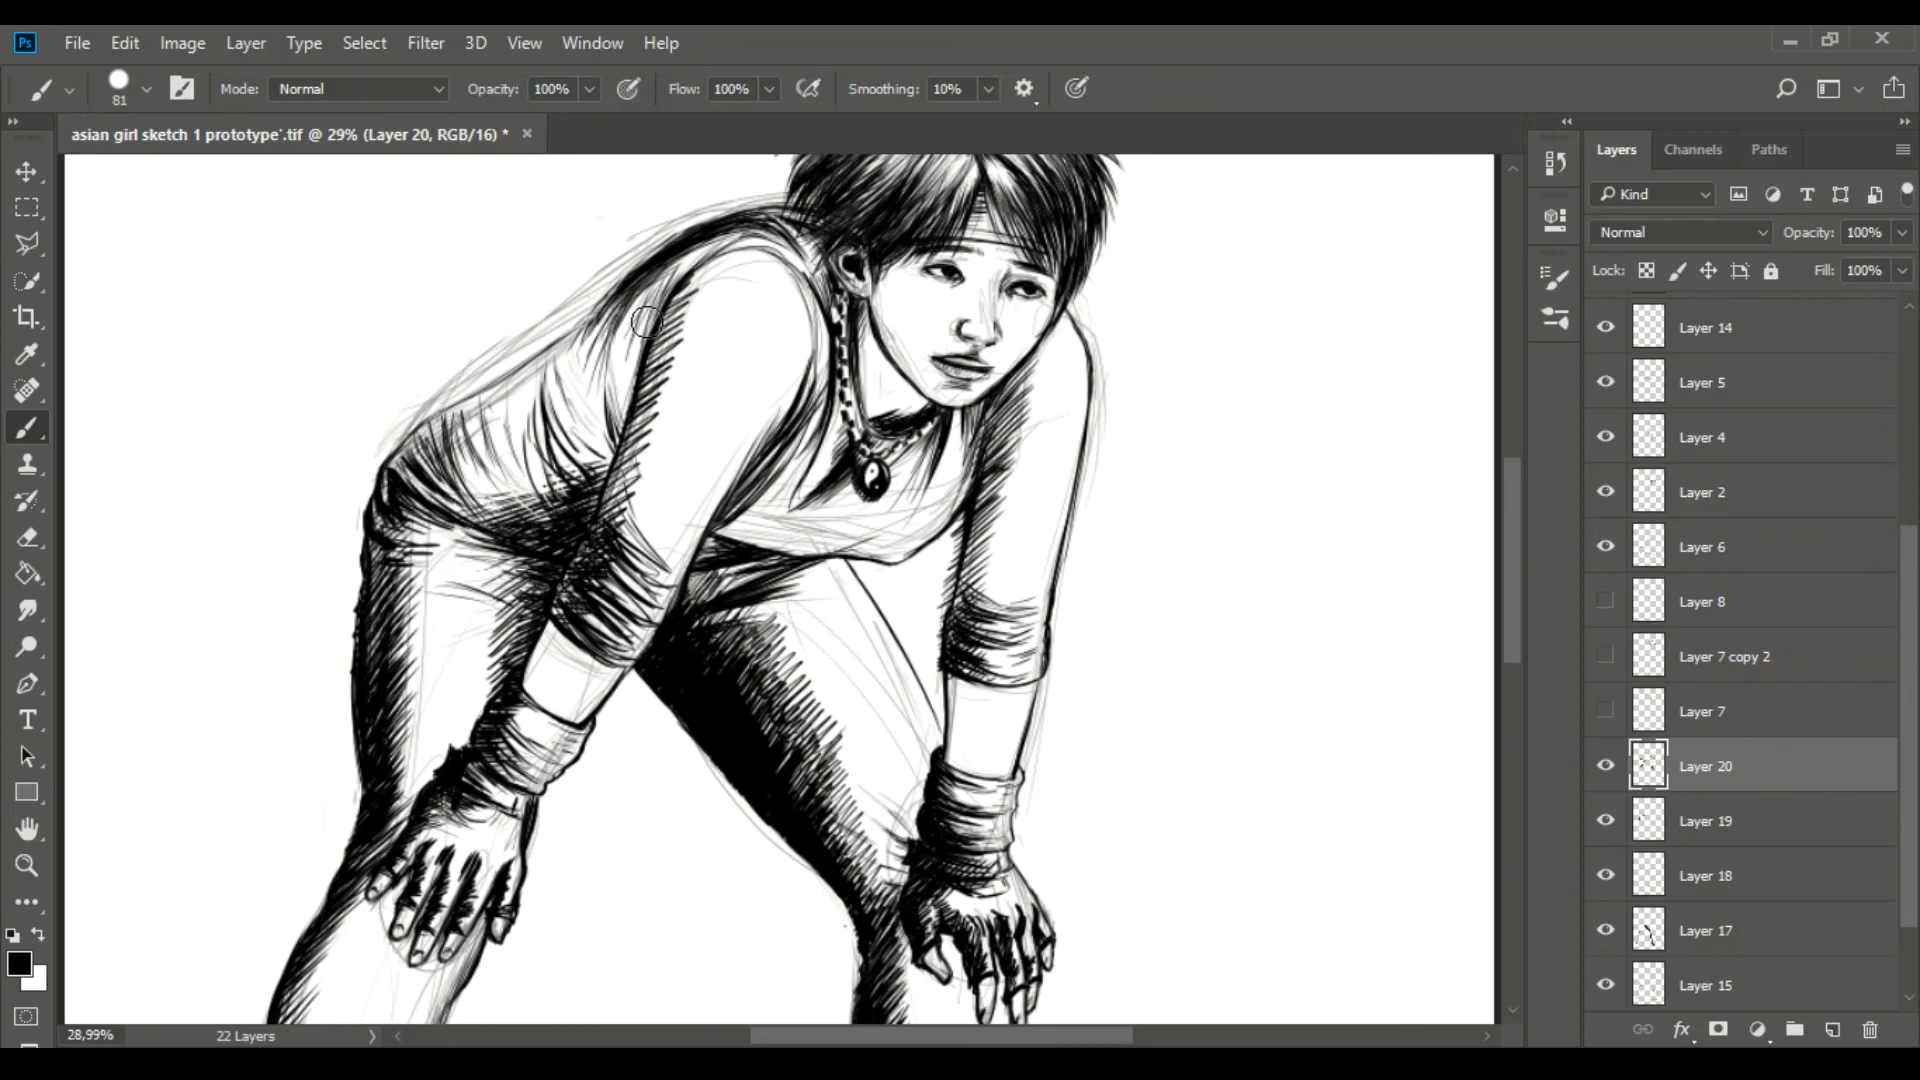 Ps File Edit Image Layer Type Select Filter 3D View Window Help
81 Mode: Normal Opacity: 100% Flow: 100% Smoothing: 10%
asian girl sketch 1 prototype'.tif @ 29% (Layer 20, RGB/16) *
Layers Channels Paths
Kind
Normal Opacity: 100%
Lock: Fill: 100%
Layer 14
Layer 5
Layer 4
Layer 2
Layer 6
Layer 8
Layer 7 copy 2
Layer 7
Layer 20
Layer 19
Layer 18
Layer 17
Layer 15
28,99% 22 Layers
fx